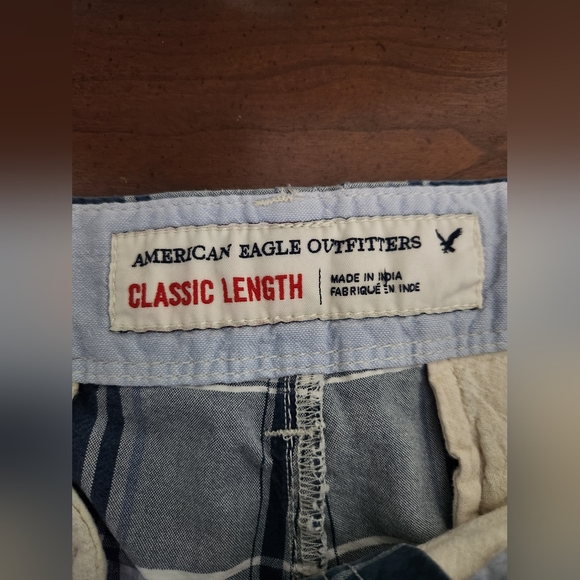 AMERICAN EAGLE OUTFITTERS
CLASSIC LENGTH
MADE IN INDIA
FABRIQUÉ EN INDE